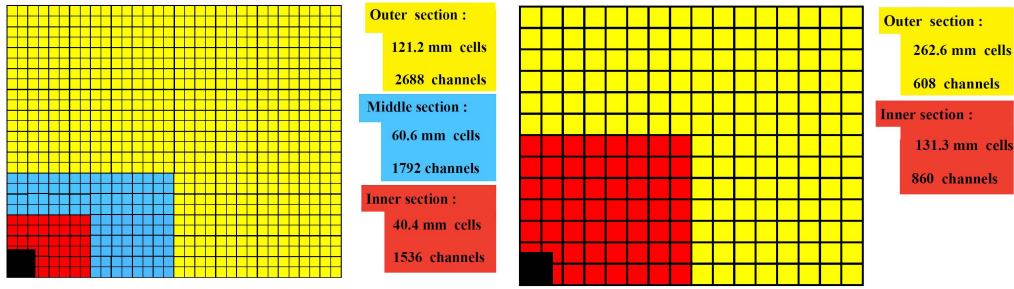 Outer section :
121.2 mm cells
2688 channels
Middle section :
60.6 mm cells
1792 channels
Inner section :
40.4 mm cells
1536 channels
Outer section :
262.6 mm cells
608 channels
Inner section :
131.3 mm cells
860 channels